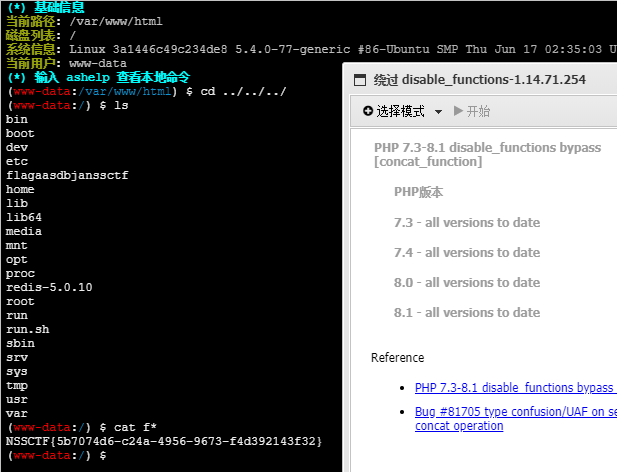 (*) 基础信息
当前路径: /var/www/html
磁盘列表: /
系统信息: Linux 3a1446c49c234de8 5.4.0-77-generic #86-Ubuntu SMP Thu Jun 17 02:35:03 U
当前用户: www-data
(*) 输入 ashelp 查看本地命令
(www-data:/var/www/html) $ cd ../../../
(www-data:/) $ ls
bin
boot
dev
etc
flagaasdbjanssctf
home
lib
lib64
media
mnt
opt
proc
redis-5.0.10
root
run
run.sh
sbin
srv
sys
tmp
usr
var
(www-data:/) $ cat f*
NSSCTF{5b7074d6-c24a-4956-9673-f4d392143f32}
(www-data:/) $
绕过 disable_functions-1.14.71.254
选择模式 开始
PHP 7.3-8.1 disable_functions bypass
[concat_function]
PHP版本
7.3 - all versions to date
7.4 - all versions to date
8.0 - all versions to date
8.1 - all versions to date
Reference
PHP 7.3-8.1 disable_functions bypass
Bug #81705 type confusion/UAF on se
concat operation